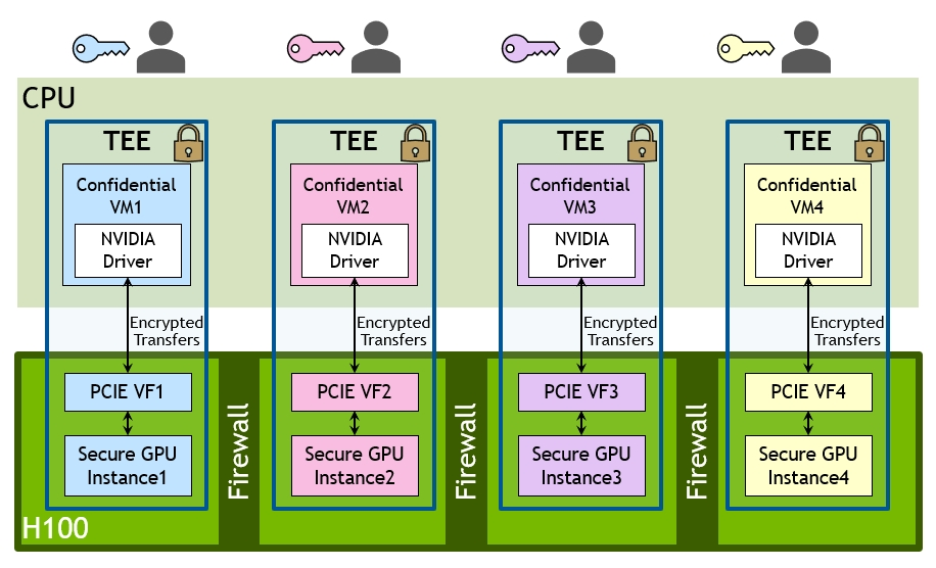 CPU
TEE
TEE
TEE
TEE
Confidential
VM1
NVIDIA
Driver
Confidential
VM2
NVIDIA
Driver
Confidential
VM3
NVIDIA
Driver
Confidential
VM4
NVIDIA
Driver
Encrypted
Transfers
Encrypted
Transfers
Encrypted
Transfers
Encrypted
Transfers
PCIE VF1
PCIE VF2
PCIE VF3
PCIE VF4
Secure GPU
Instance1
Firewall
Secure GPU
Instance2
Firewall
Secure GPU
Instance3
Firewall
Secure GPU
Instance4
H100